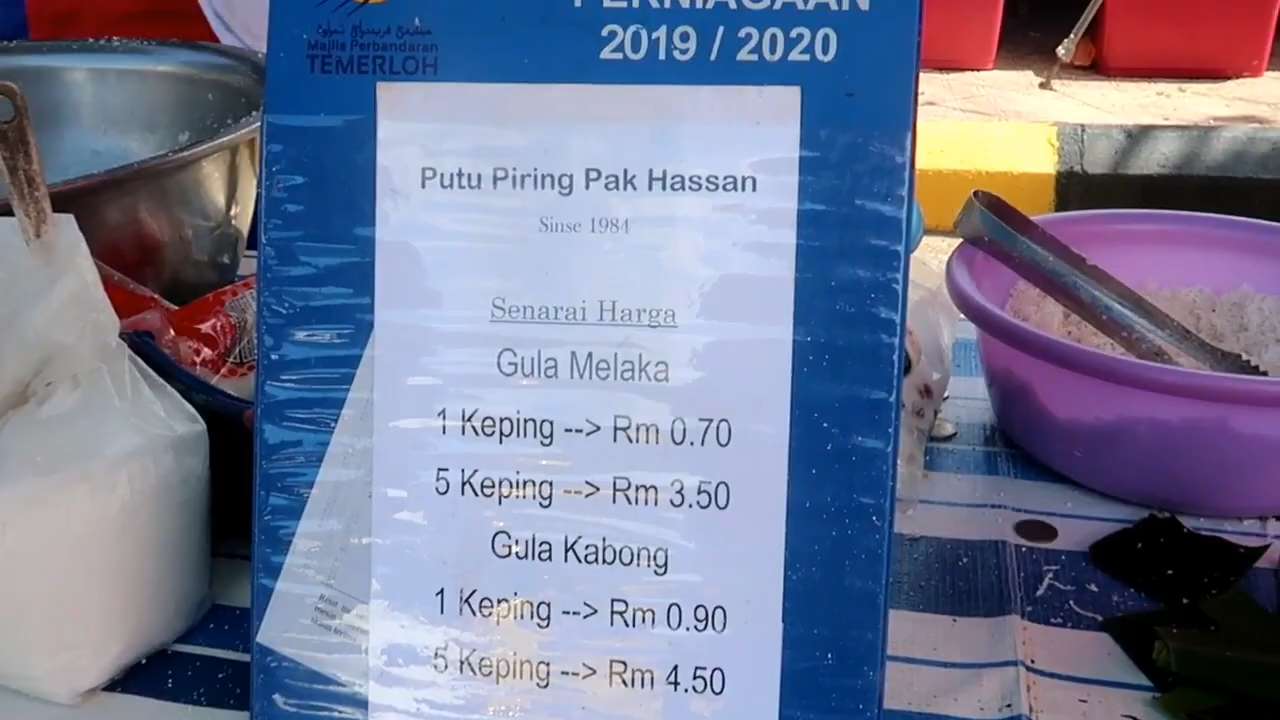 PERNIAGAAN
2019 / 2020
Majlis Perbandaran
TEMERLOH
Putu Piring Pak Hassan
Sinse 1984
Senarai Harga
Gula Melaka
1 Keping --> Rm 0.70
5 Keping --> Rm 3.50
Gula Kabong
1 Keping --> Rm 0.90
5 Keping --> Rm 4.50